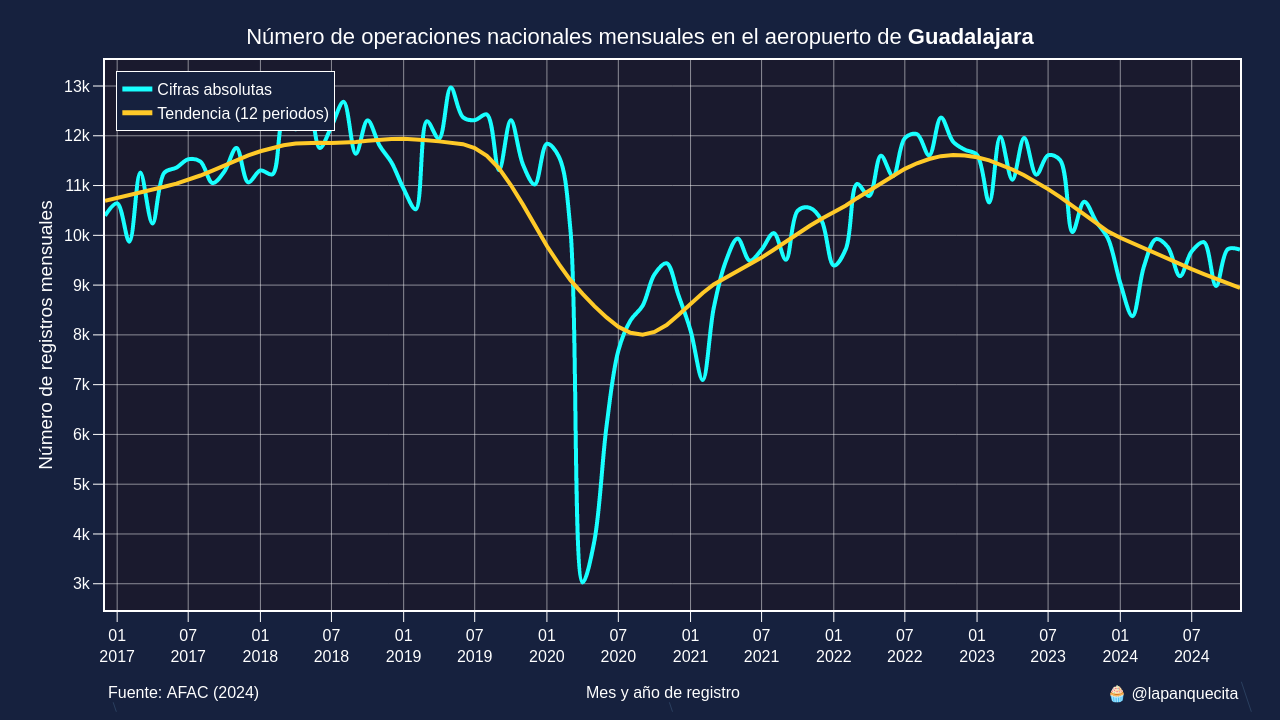 Número de operaciones nacionales mensuales en el aeropuerto de Guadalajara
Cifras absolutas
Tendencia (12 periodos)
Número de registros mensuales
13k
12k
11k
10k
9k
8k
7k
6k
5k
4k
3k
01 07 01 07 01 07 01 07 01 07 01 07 01 07 01 07
2017 2017 2018 2018 2019 2019 2020 2020 2021 2021 2022 2022 2023 2023 2024 2024
Fuente: AFAC (2024) Mes y año de registro 🧁 @lapanquecita